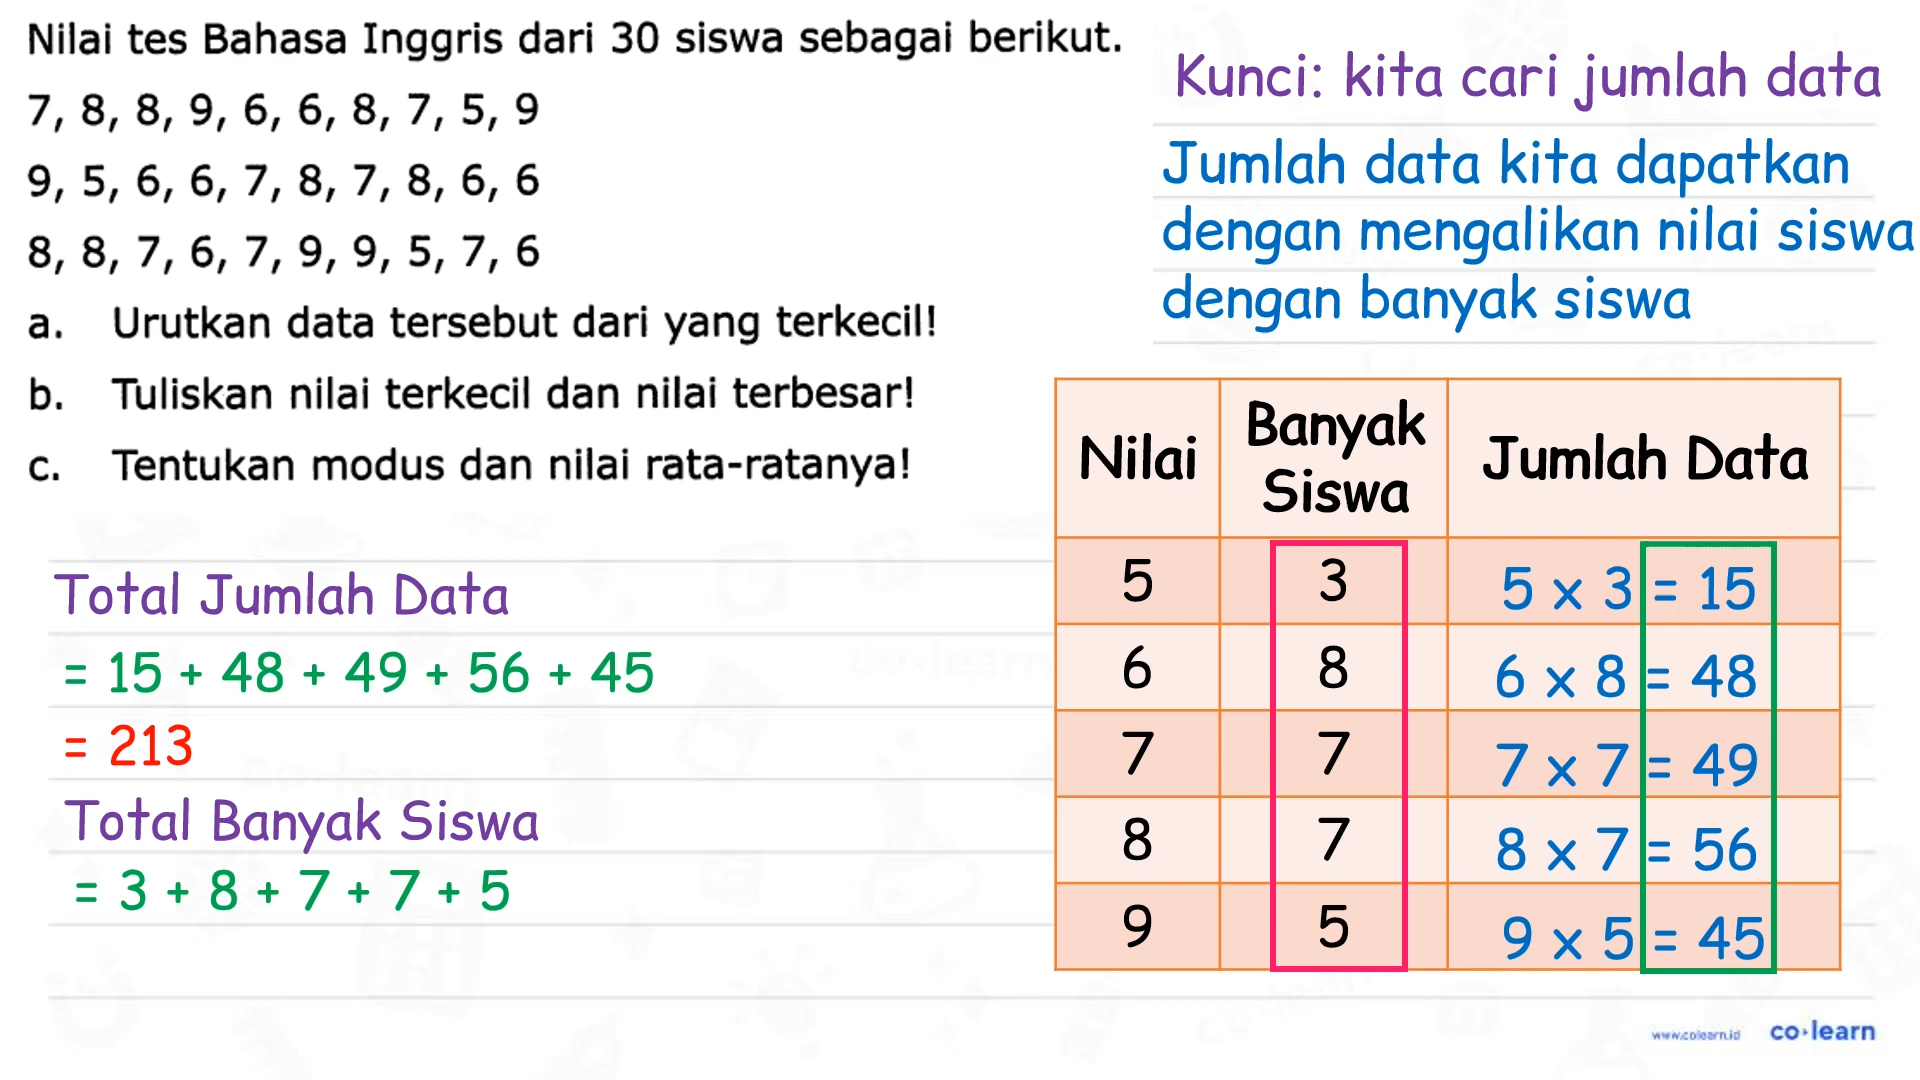 Nilai tes Bahasa Inggris dari 30 siswa sebagai berikut.
7, 8, 8, 9, 6, 6, 8, 7, 5, 9
9, 5, 6, 6, 7, 8, 7, 8, 6, 6
8, 8, 7, 6, 7, 9, 9, 5, 7, 6
a. Urutkan data tersebut dari yang terkecil!
b. Tuliskan nilai terkecil dan nilai terbesar!
c. Tentukan modus dan nilai rata-ratanya!
Kunci: kita cari jumlah data
Jumlah data kita dapatkan
dengan mengalikan nilai siswa
dengan banyak siswa
Total Jumlah Data
= 15 + 48 + 49 + 56 + 45
= 213
Total Banyak Siswa
= 3 + 8 + 7 + 7 + 5
Nilai Banyak Siswa Jumlah Data
5 3 5 x 3 = 15
6 8 6 x 8 = 48
7 7 7 x 7 = 49
8 7 8 x 7 = 56
9 5 9 x 5 = 45
www.colearn.id co·learn